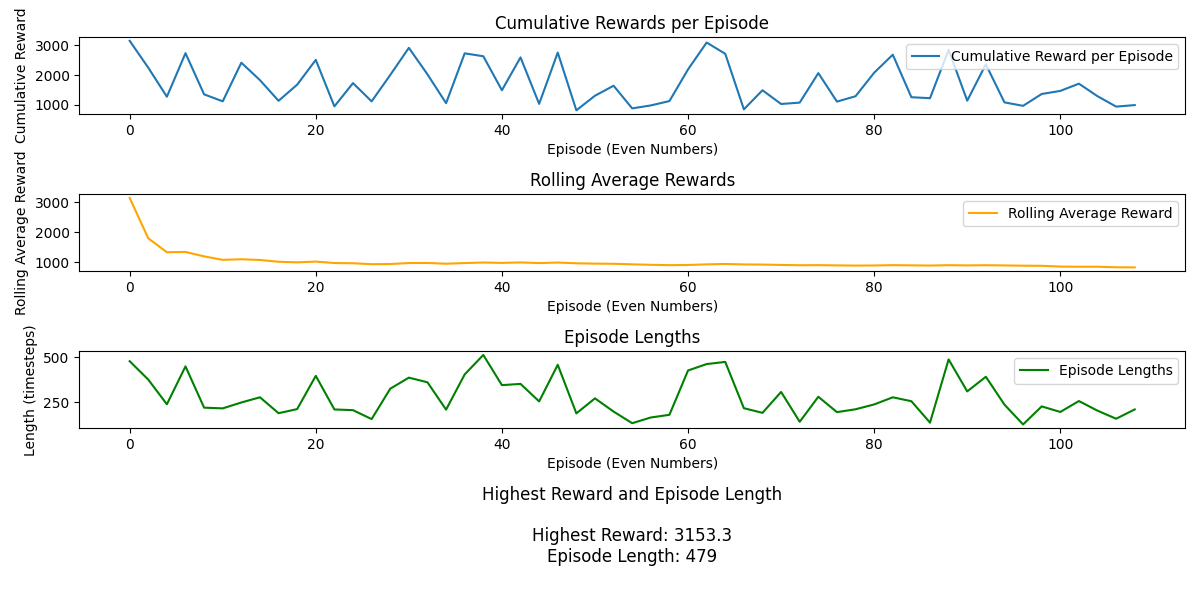 Cumulative Rewards per Episode
Cumulative Reward
3000
2000
1000
Cumulative Reward per Episode
0 20 40 60 80 100
Episode (Even Numbers)
Rolling Average Rewards
Rolling Average Reward
3000
2000
1000
Rolling Average Reward
0 20 40 60 80 100
Episode (Even Numbers)
Episode Lengths
Length (timesteps)
500
250
Episode Lengths
0 20 40 60 80 100
Episode (Even Numbers)
Highest Reward and Episode Length
Highest Reward: 3153.3
Episode Length: 479